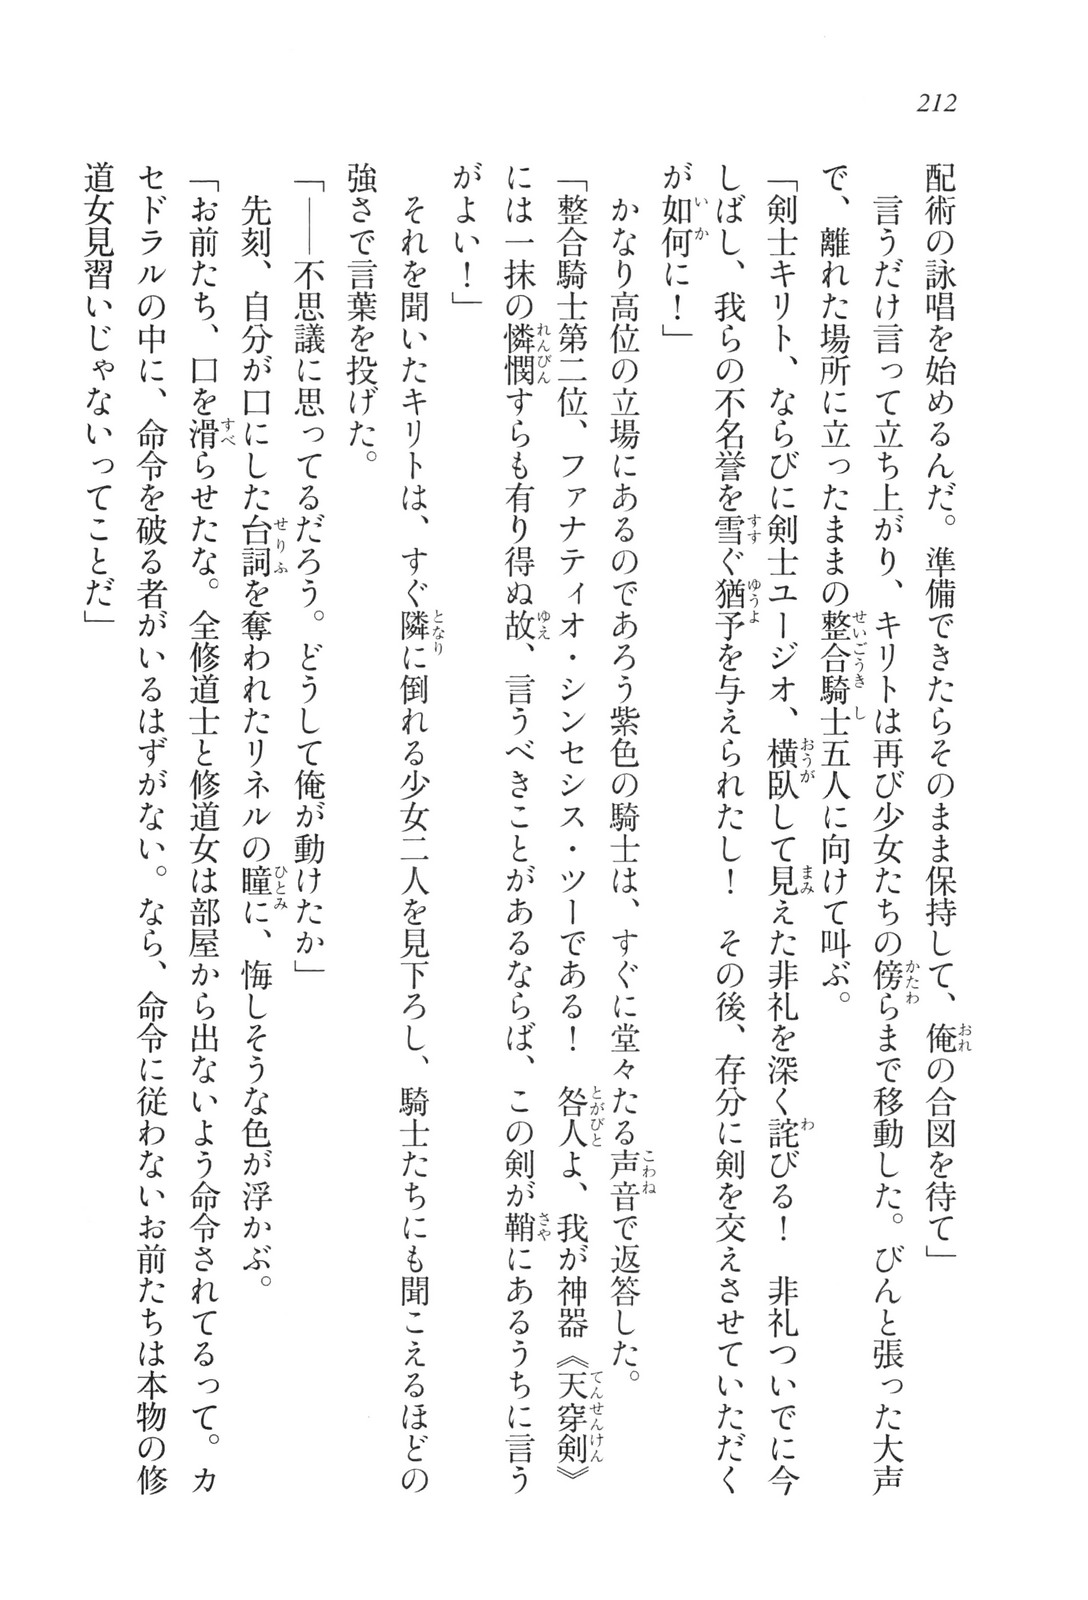 212
配術の詠唱を始めるんだ。準備できたらそのまま保持して、俺の合図を待て」
　言うだけ言って立ち上がり、キリトは再び少女たちの傍らまで移動した。びんと張った大声
で、離れた場所に立ったままの整合騎士五人に向けて叫ぶ。
「剣士キリト、ならびに剣士ユージオ、横臥して見えた非礼を深く詫びる！　非礼ついでに今
しばし、我らの不名誉を雪ぐ猶予を与えられたし！　その後、存分に剣を交えさせていただく
が如何に！」
　かなり高位の立場にあるのであろう紫色の騎士は、すぐに堂々たる声音で返答した。
「整合騎士第二位、ファナティオ・シンセシス・ツーである！　咎人よ、我が神器《天穿剣》
には一抹の憐憫すらも有り得ぬ故、言うべきことがあるならば、この剣が鞘にあるうちに言う
がよい！」
　それを聞いたキリトは、すぐ隣に倒れる少女二人を見下ろし、騎士たちにも聞こえるほどの
強さで言葉を投げた。
「——不思議に思ってるだろう。どうして俺が動けたか」
　先刻、自分が口にした台詞を奪われたリネルの瞳に、悔しそうな色が浮かぶ。
「お前たち、口を滑らせたな。全修道士と修道女は部屋から出ないよう命令されてるって。カ
セドラルの中に、命令を破る者がいるはずがない。なら、命令に従わないお前たちは本物の修
道女見習いじゃないってことだ」